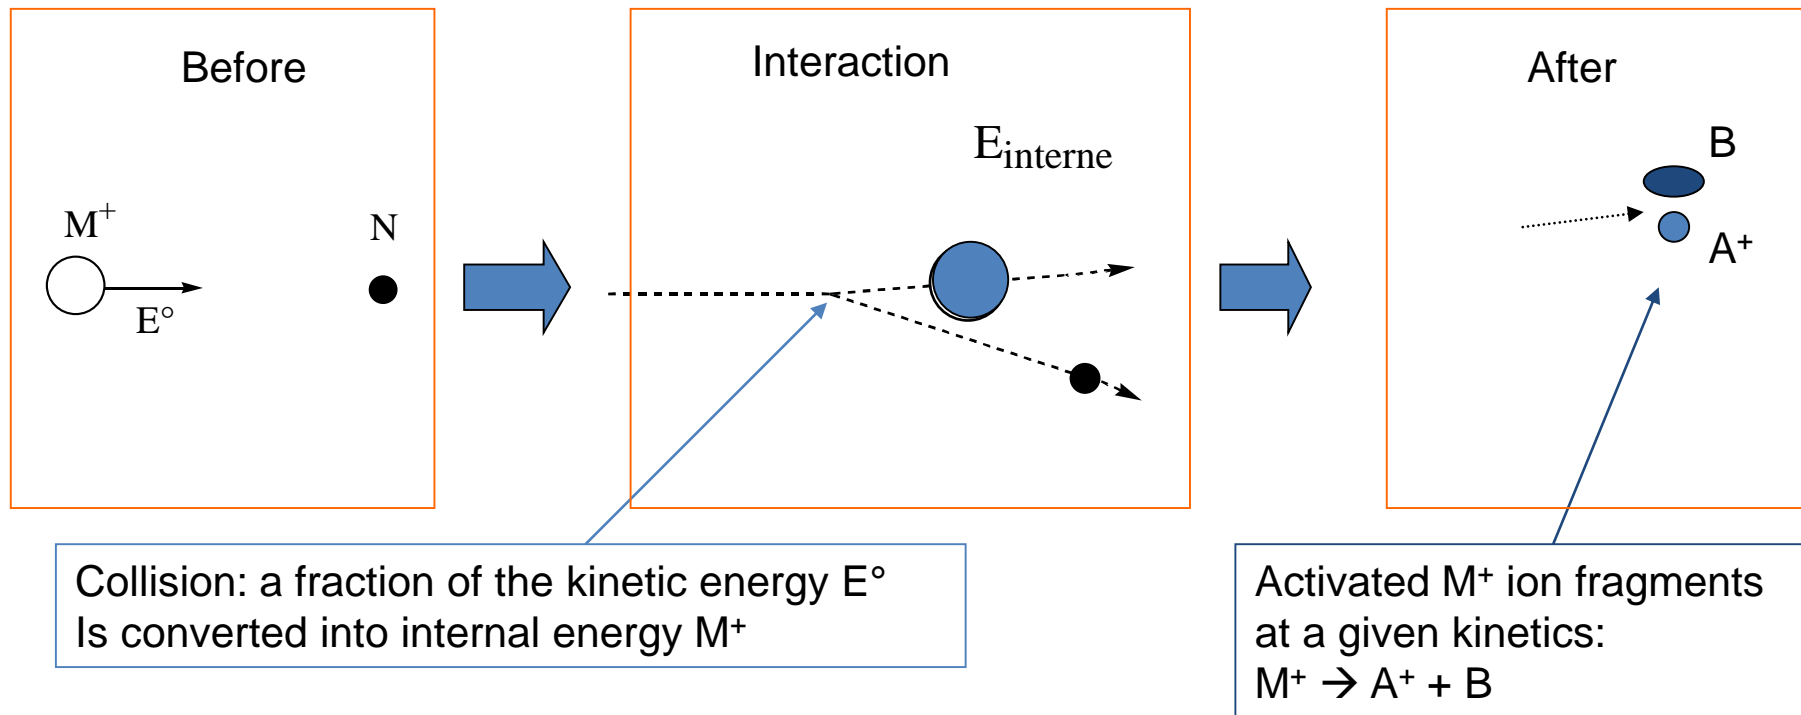 Before
Interaction
After
E_interne
B
M⁺
N
A⁺
E°
Collision: a fraction of the kinetic energy E°
Is converted into internal energy M⁺
Activated M⁺ ion fragments
at a given kinetics:
M⁺ → A⁺ + B